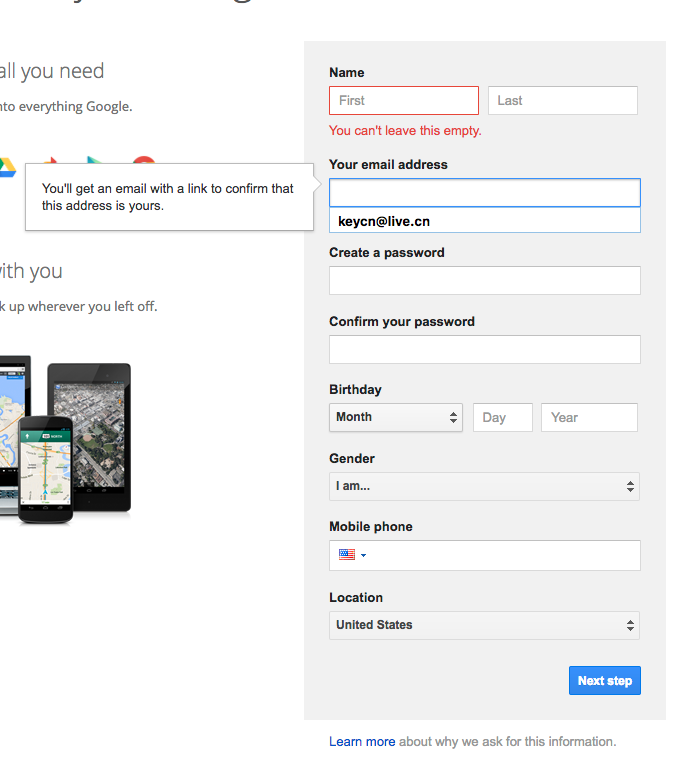 all you need
nto everything Google.
You'll get an email with a link to confirm that
this address is yours.
with you
k up wherever you left off.
Name
First
Last
You can't leave this empty.
Your email address
keycn@live.cn
Create a password
Confirm your password
Birthday
Month
Day
Year
Gender
I am...
Mobile phone
Location
United States
Next step
Learn more about why we ask for this information.